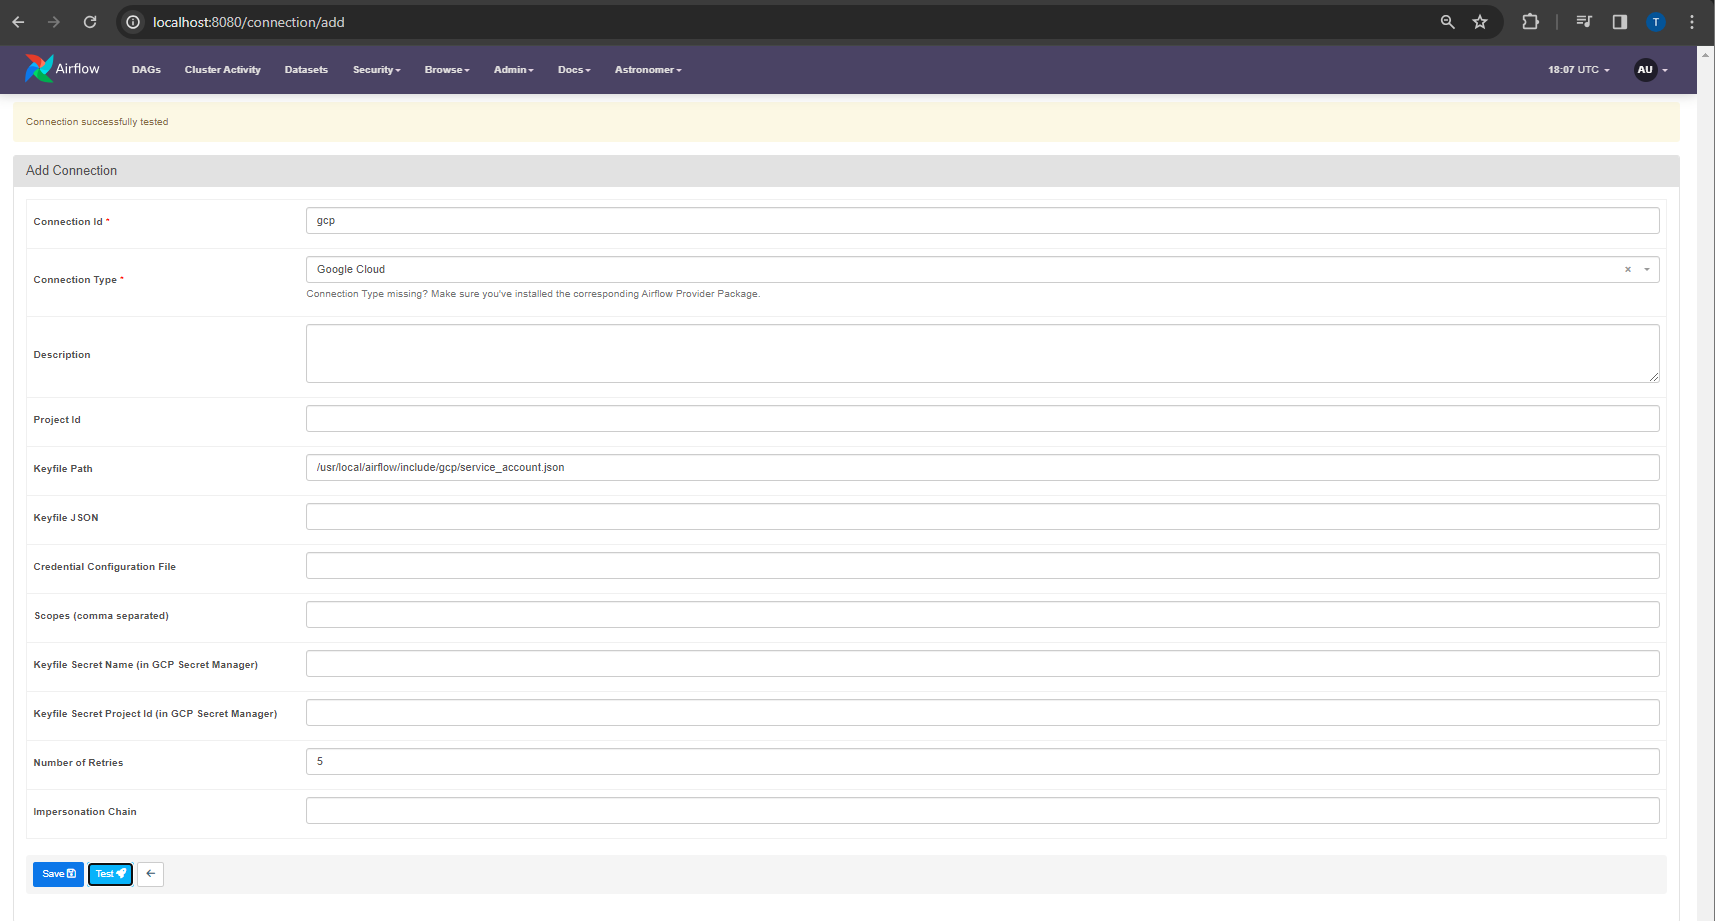 localhost:8080/connection/add
T
Airflow DAGs Cluster Activity Datasets Security Browse Admin Docs Astronomer 18:07 UTC AU
Connection successfully tested
Add Connection
Connection Id * gcp
Connection Type * Google Cloud × 
Connection Type missing? Make sure you've installed the corresponding Airflow Provider Package.
Description
Project Id
Keyfile Path /usr/local/airflow/include/gcp/service_account.json
Keyfile JSON
Credential Configuration File
Scopes (comma separated)
Keyfile Secret Name (in GCP Secret Manager)
Keyfile Secret Project Id (in GCP Secret Manager)
Number of Retries 5
Impersonation Chain
Save Test